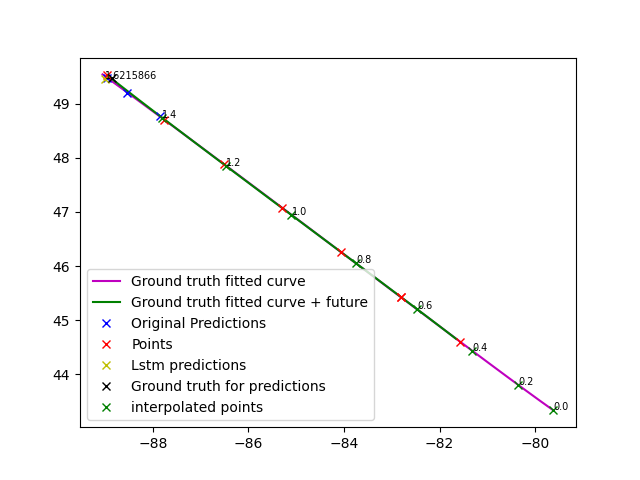 1.6215866
1.4
1.2
1.0
0.8
0.6
0.4
0.2
0.0
49
48
47
46
45
44
Ground truth fitted curve
Ground truth fitted curve + future
Original Predictions
Points
Lstm predictions
Ground truth for predictions
interpolated points
−88 −86 −84 −82 −80